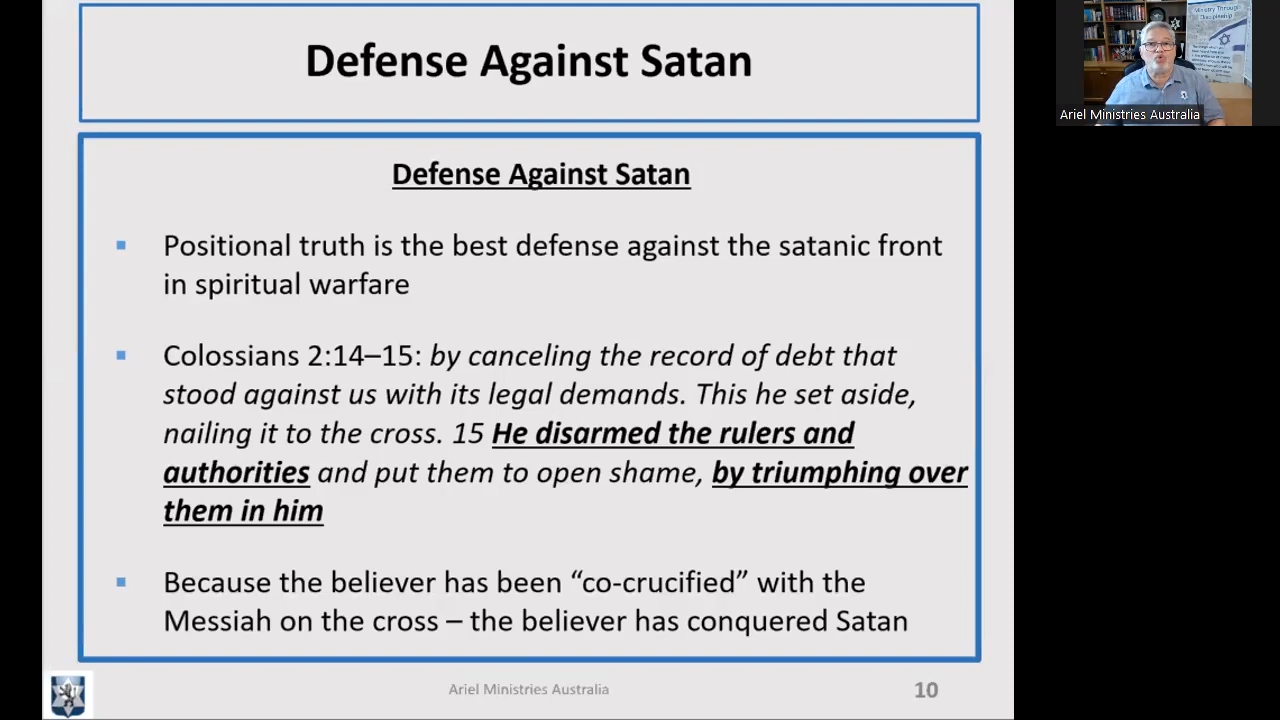 Defense Against Satan
Defense Against Satan
Positional truth is the best defense against the satanic front
in spiritual warfare
Colossians 2:14–15: by canceling the record of debt that
stood against us with its legal demands. This he set aside,
nailing it to the cross. 15 He disarmed the rulers and
authorities and put them to open shame, by triumphing over
them in him
Because the believer has been “co-crucified” with the
Messiah on the cross – the believer has conquered Satan
Ariel Ministries Australia
10
Ministry Through
Discipleship
Ariel Ministries Australia